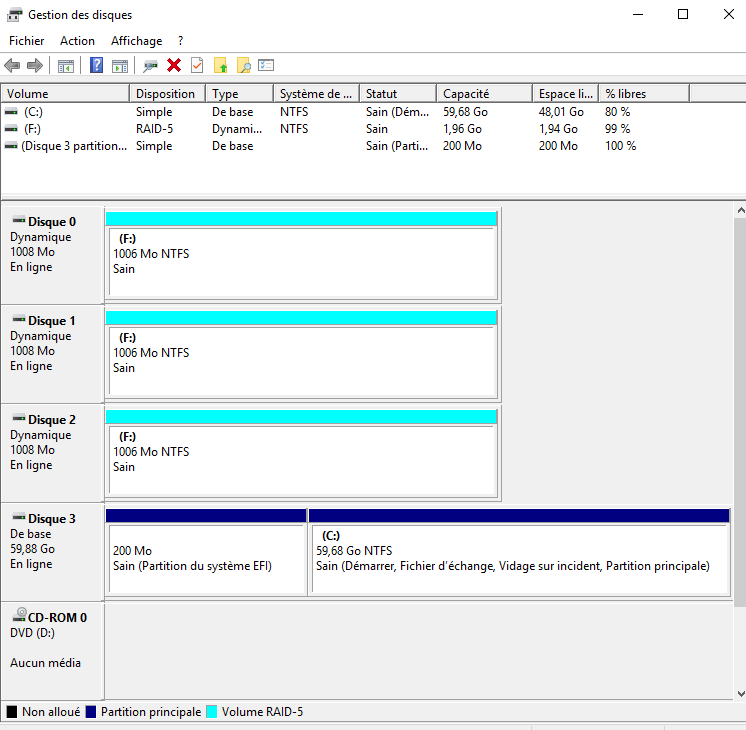 Gestion des disques
Fichier Action Affichage ?
Volume Disposition Type Système de ... Statut Capacité Espace li... % libres
(C:) Simple De base NTFS Sain (Dém... 59,68 Go 48,01 Go 80 %
(F:) RAID-5 Dynami... NTFS Sain 1,96 Go 1,94 Go 99 %
(Disque 3 partition... Simple De base Sain (Parti... 200 Mo 200 Mo 100 %
Disque 0
Dynamique
1008 Mo
En ligne
(F:)
1006 Mo NTFS
Sain
Disque 1
Dynamique
1008 Mo
En ligne
(F:)
1006 Mo NTFS
Sain
Disque 2
Dynamique
1008 Mo
En ligne
(F:)
1006 Mo NTFS
Sain
Disque 3
De base
59,88 Go
En ligne
200 Mo
Sain (Partition du système EFI)
(C:)
59,68 Go NTFS
Sain (Démarrer, Fichier d'échange, Vidage sur incident, Partition principale)
CD-ROM 0
DVD (D:)
Aucun média
Non alloué Partition principale Volume RAID-5